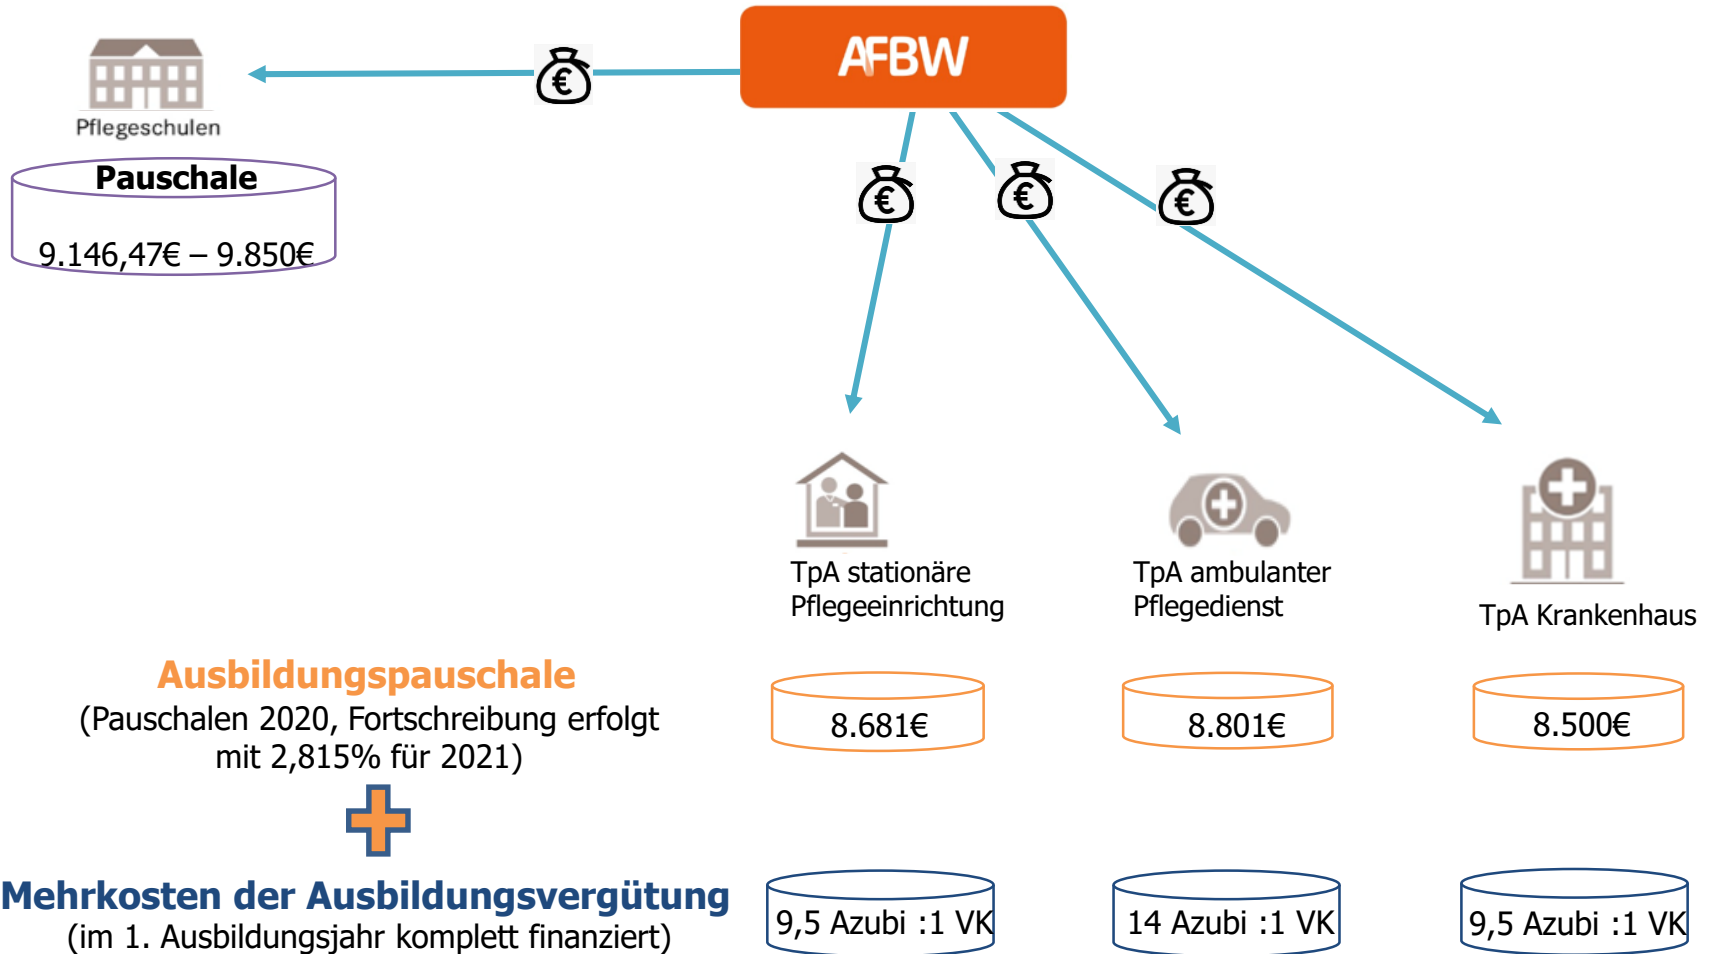 AFBW
€
Pflegeschulen
Pauschale
9.146,47€ – 9.850€
€
€
€
TpA stationäre
Pflegeeinrichtung
TpA ambulanter
Pflegedienst
TpA Krankenhaus
Ausbildungspauschale
(Pauschalen 2020, Fortschreibung erfolgt
mit 2,815% für 2021)
8.681€
8.801€
8.500€
Mehrkosten der Ausbildungsvergütung
(im 1. Ausbildungsjahr komplett finanziert)
9,5 Azubi :1 VK
14 Azubi :1 VK
9,5 Azubi :1 VK